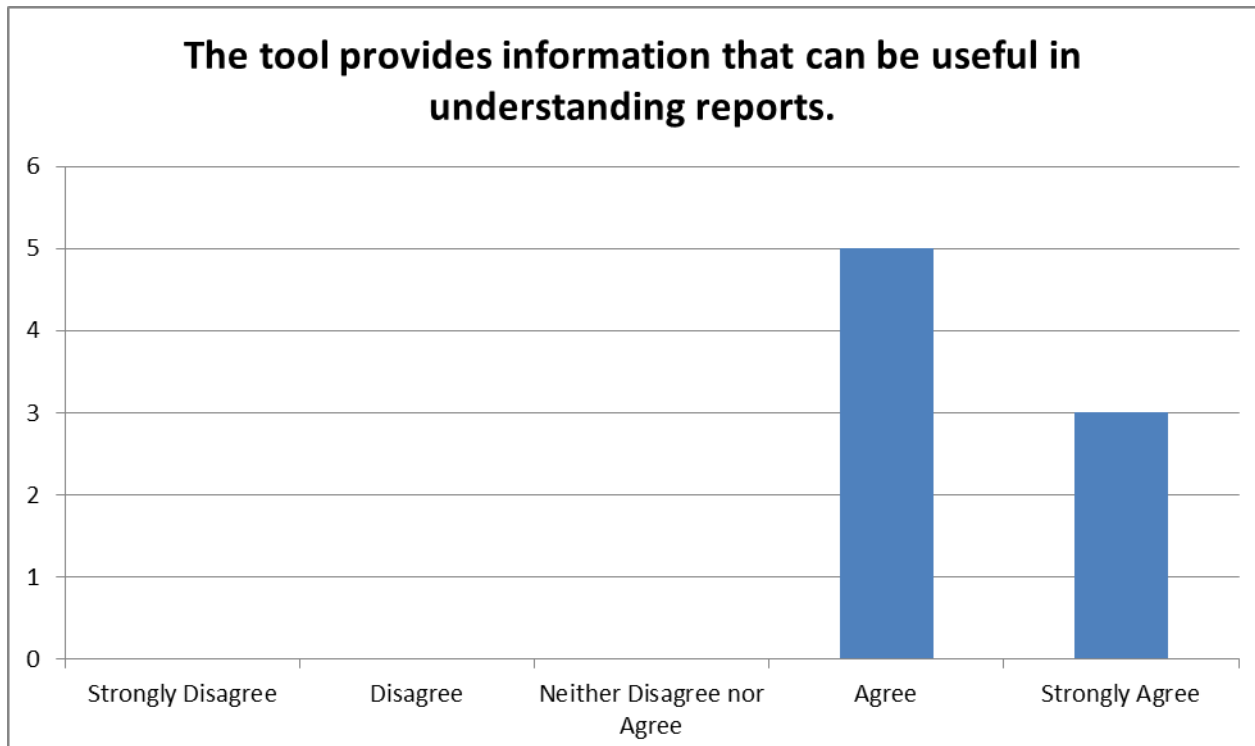 The tool provides information that can be useful in
understanding reports.
6
5
4
3
2
1
0
Strongly Disagree
Disagree
Neither Disagree nor
Agree
Agree
Strongly Agree